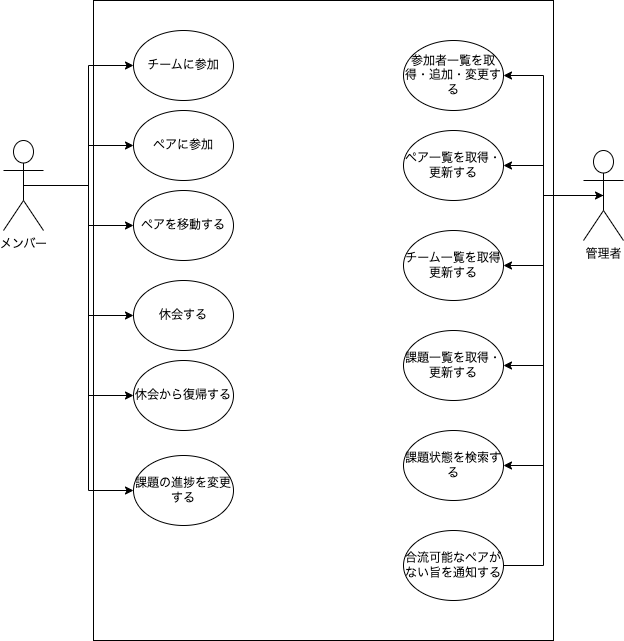 チームに参加
ペアに参加
ペアを移動する
休会する
休会から復帰する
課題の進捗を変更
する
メンバー
参加者一覧を取
得・追加・変更す
る
ペア一覧を取得・
更新する
チーム一覧を取得
更新する
課題一覧を取得・
更新する
課題状態を検索す
る
合流可能なペアが
ない旨を通知する
管理者